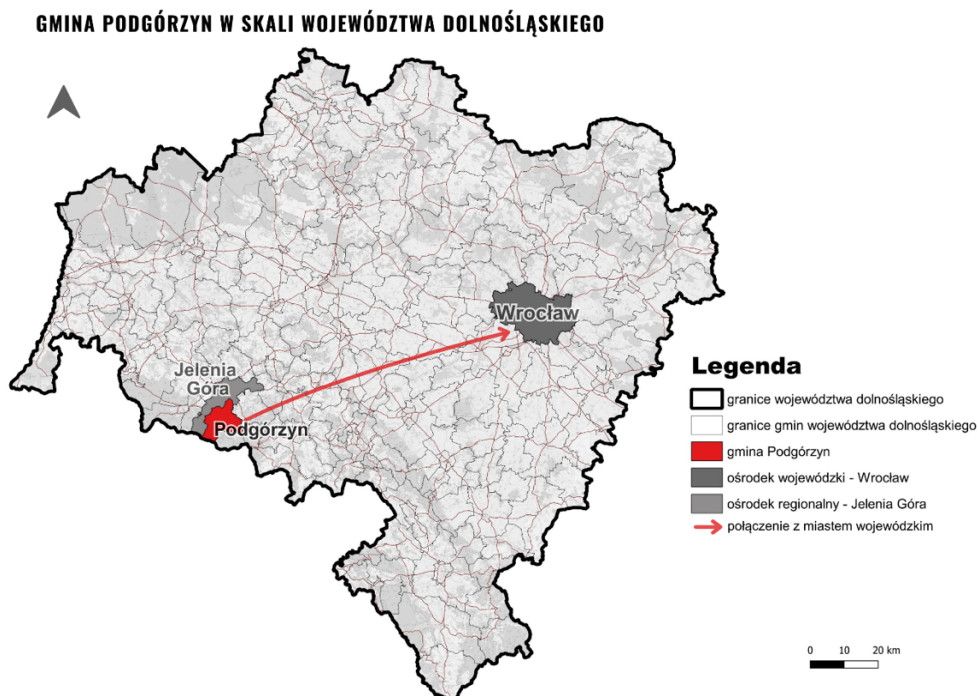 GMINA PODGÓRZYN W SKALI WOJEWÓDZTWA DOLNOŚLĄSKIEGO
Wrocław
Jelenia
Góra
Podgórzyn
Legenda
granice województwa dolnośląskiego
granice gmin województwa dolnośląskiego
gmina Podgórzyn
ośrodek wojewódzki - Wrocław
ośrodek regionalny - Jelenia Góra
połączenie z miastem wojewódzkim
0 10 20 km